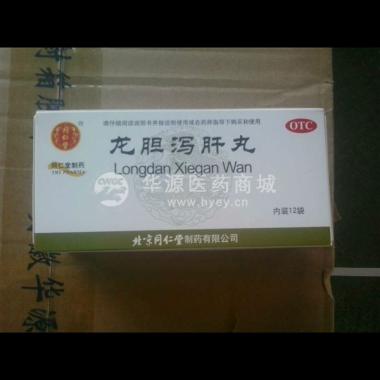 请仔细阅读说明书并按说明使用或在药师指导下购买和使用
OTC
同仁堂
同仁堂制药
龙胆泻肝丸
Longdan Xiegan Wan
华源医药商城
www.hyey.cn
内装12袋
北京同仁堂制药有限公司